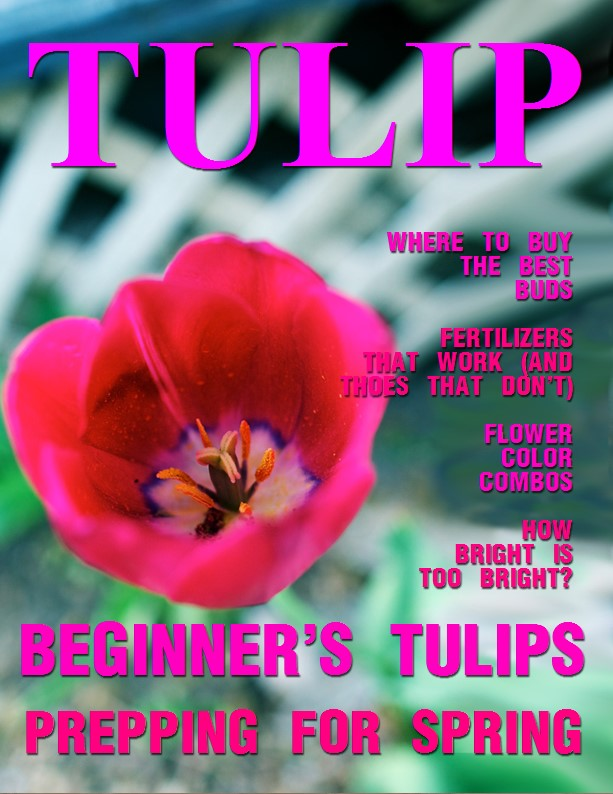 TULIP
WHERE TO BUY
THE BEST
BUDS
FERTILIZERS
THAT WORK (AND
THOES THAT DON'T)
FLOWER
COLOR
COMBOS
HOW
BRIGHT IS
TOO BRIGHT?
BEGINNER'S TULIPS
PREPPING FOR SPRING